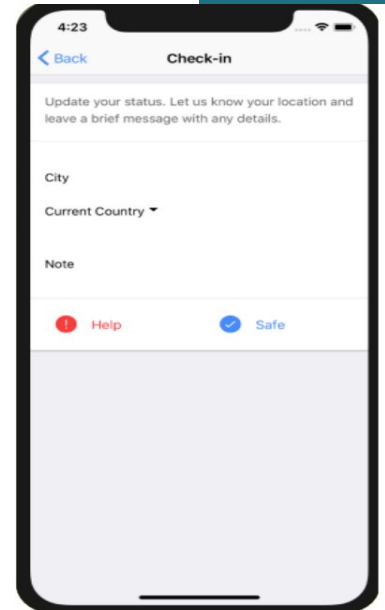 4:23
Back Check-in
Update your status. Let us know your location and
leave a brief message with any details.
City
Current Country
Note
Help Safe